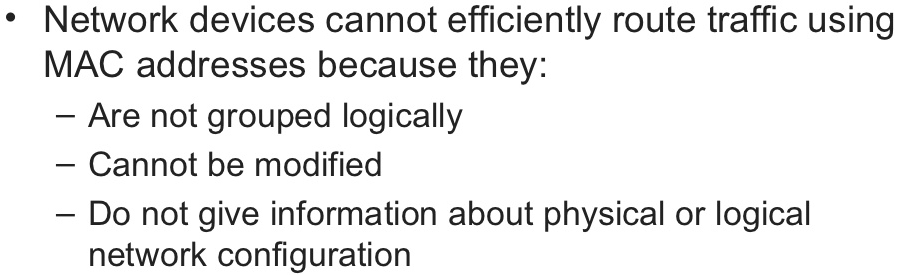 • Network devices cannot efficiently route traffic using
MAC addresses because they:
– Are not grouped logically
– Cannot be modified
– Do not give information about physical or logical
network configuration